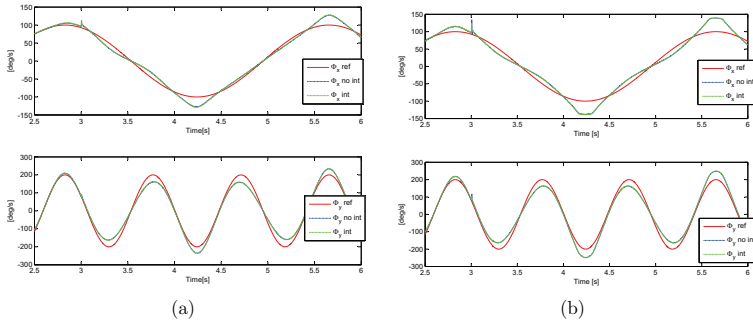 150
100
50
0
-50
-100
-150
2.5 3 3.5 4 4.5 5 5.5 6
[deg/s]
Time[s]
Φx ref
Φx no int
Φx int
300
200
100
0
-100
-200
300
2.5 3 3.5 4 4.5 5 5.5 6
[deg/s]
Time[s]
Φy ref
Φy no int
Φy int
(a)
150
100
50
0
-50
-100
-150
2.5 3 3.5 4 4.5 5 5.5 6
[deg/s]
Time[s]
Φx ref
Φx no int
Φx int
300
200
100
0
-100
-200
-300
2.5 3 3.5 4 4.5 5 5.5 6
[deg/s]
Time [s]
Φy ref
Φy no int
Φy int
(b)